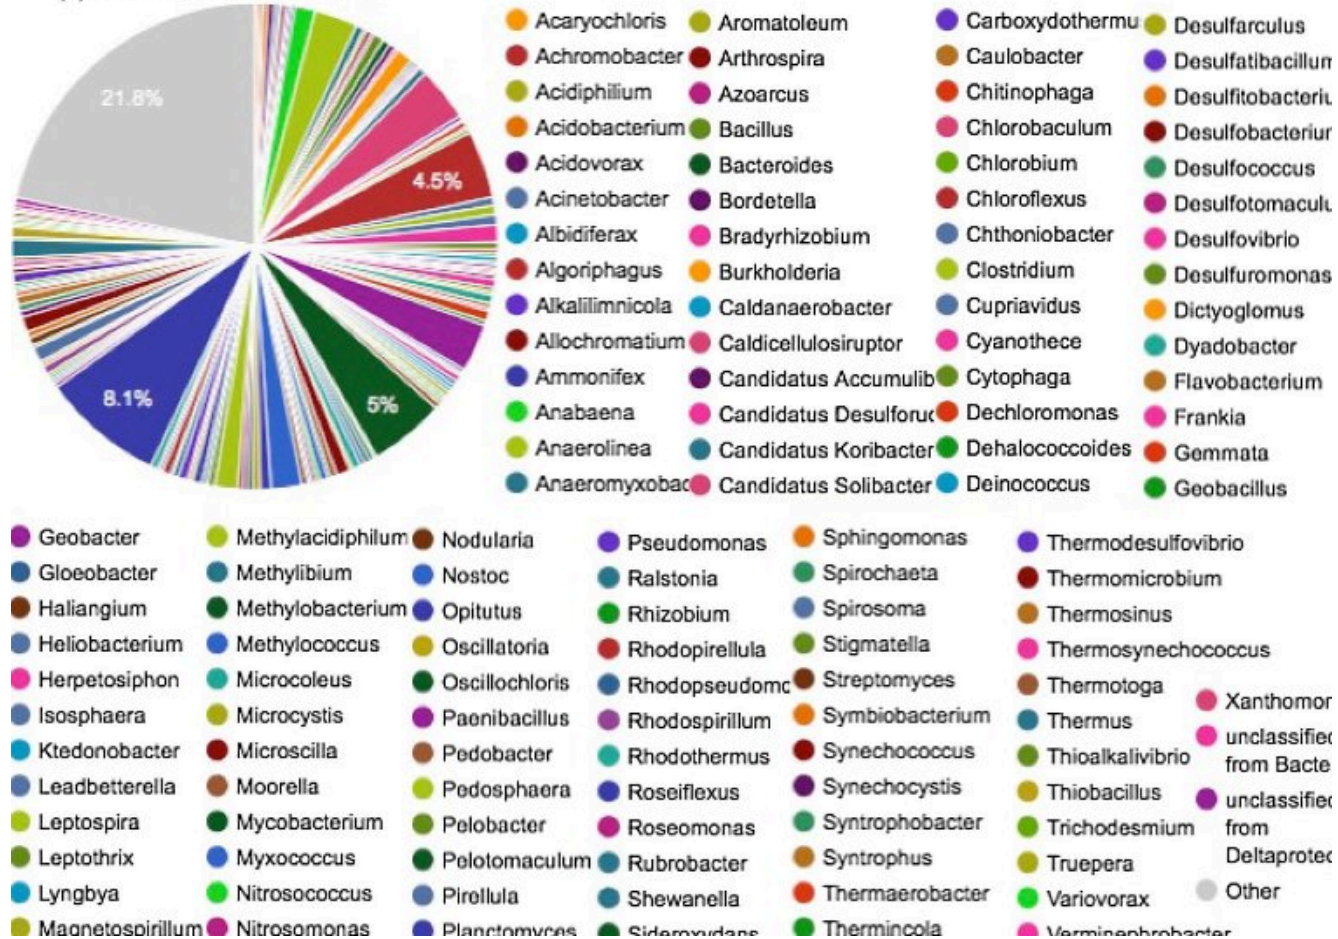 21.8%
4.5%
5%
8.1%
Acaryochloris
Achromobacter
Acidiphilium
Acidobacterium
Acidovorax
Acinetobacter
Albidiferax
Algoriphagus
Alkalilimnicola
Allochromatium
Ammonifex
Anabaena
Anaerolinea
Anaeromyxobac
Aromatoleum
Arthrospira
Azoarcus
Bacillus
Bacteroides
Bordetella
Bradyrhizobium
Burkholderia
Caldanaerobacter
Caldicellulosiruptor
Candidatus Accumulib
Candidatus Desulforuc
Candidatus Koribacter
Candidatus Solibacter
Carboxydothermu
Caulobacter
Chitinophaga
Chlorobaculum
Chlorobium
Chloroflexus
Chthoniobacter
Clostridium
Cupriavidus
Cyanothece
Cytophaga
Dechloromonas
Dehalococcoides
Deinococcus
Desulfarculus
Desulfatibacillum
Desulfitobacteriu
Desulfobacteriur
Desulfococcus
Desulfotomaculu
Desulfovibrio
Desulfuromonas
Dictyoglomus
Dyadobacter
Flavobacterium
Frankia
Gemmata
Geobacillus
Geobacter
Gloeobacter
Haliangium
Heliobacterium
Herpetosiphon
Isosphaera
Ktedonobacter
Leadbetterella
Leptospira
Leptothrix
Lyngbya
Magnetospirillum
Methylacidiphilum
Methylibium
Methylobacterium
Methylococcus
Microcoleus
Microcystis
Microscilla
Moorella
Mycobacterium
Myxococcus
Nitrosococcus
Nitrosomonas
Nodularia
Nostoc
Opitutus
Oscillatoria
Oscillochloris
Paenibacillus
Pedobacter
Pedosphaera
Pelobacter
Pelotomaculum
Pirellula
Planctomyces
Pseudomonas
Ralstonia
Rhizobium
Rhodopirellula
Rhodopseudomo
Rhodospirillum
Rhodothermus
Roseiflexus
Roseomonas
Rubrobacter
Shewanella
Sideroxydans
Sphingomonas
Spirochaeta
Spirosoma
Stigmatella
Streptomyces
Symbiobacterium
Synechococcus
Synechocystis
Syntrophobacter
Syntrophus
Thermaerobacter
Thermincola
Thermodesulfovibrio
Thermomicrobium
Thermosinus
Thermosynechococcus
Thermotoga
Thermus
Thioalkalivibrio
Thiobacillus
Trichodesmium
Truepera
Variovorax
Verminephrobacter
Xanthomor
unclassified
from Bacte
unclassified
from
Deltaproteo
Other